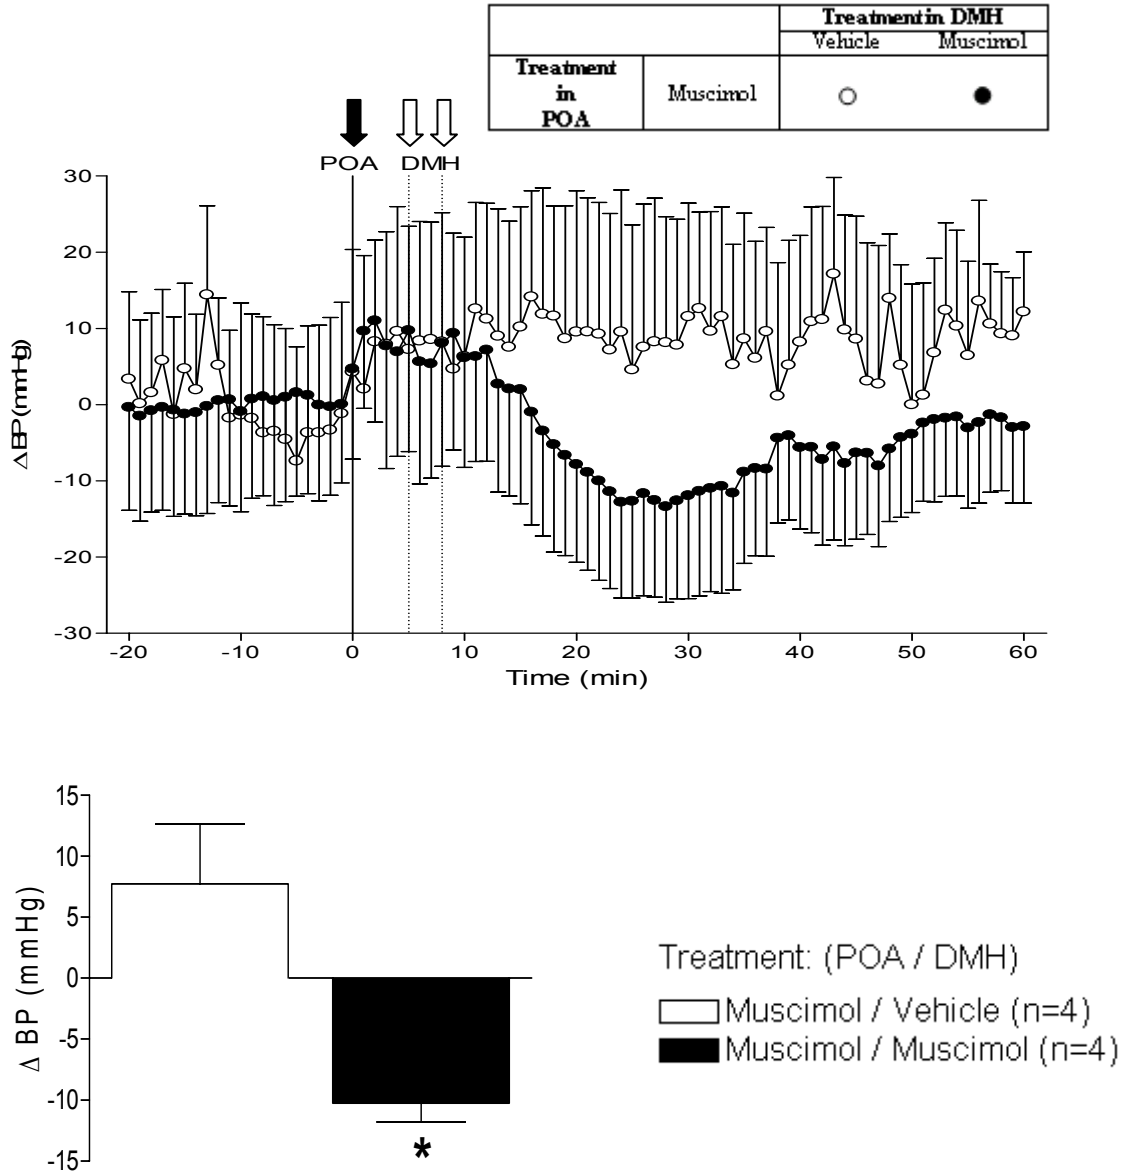 Treatment in DMH
Vehicle Muscimol
Treatment
in
POA
Muscimol
POA DMH
30
20
10
0
-10
-20
-30
Δ BP (mmHg)
-20 -10 0 10 20 30 40 50 60
Time (min)
15
10
5
0
-5
-10
-15
Δ BP (mmHg)
*
Treatment: (POA / DMH)
Muscimol / Vehicle (n=4)
Muscimol / Muscimol (n=4)